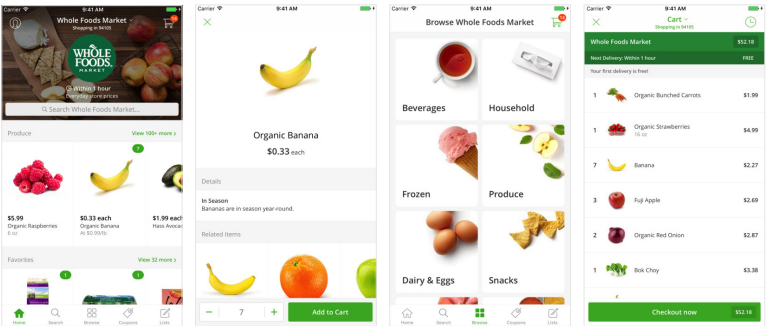 Carrier 9:41 AM
Whole Foods Market
Shopping in 94105
WHOLE
FOODS
MARKET
Within 1 hour
Everyday store prices
Search Whole Foods Market...
Produce View 100+ more >
7
$5.99 $0.33 each $1.99 each
Organic Raspberries Organic Banana Hass Avocad
6 oz At $0.99/lb
Favorites View 32 more >
1 1
Home Search Browse Coupons Lists
Carrier 9:41 AM
Organic Banana
$0.33 each
Details
In Season
Bananas are in season year-round.
Related Items
− 7 + Add to Cart
Carrier 9:41 AM
Browse Whole Foods Market
Beverages Household
Frozen Produce
Dairy & Eggs Snacks
Home Search Browse Coupons Lists
Carrier 9:41 AM
Cart
Shopping in 94105
Whole Foods Market $52.18
Next Delivery: Within 1 hour FREE
Your first delivery is free!
1 Organic Bunched Carrots $1.99
1 Organic Strawberries $4.99
16 oz
7 Banana $2.27
3 Fuji Apple $2.69
2 Organic Red Onion $2.87
1 Bok Choy $3.38
Checkout now $52.18